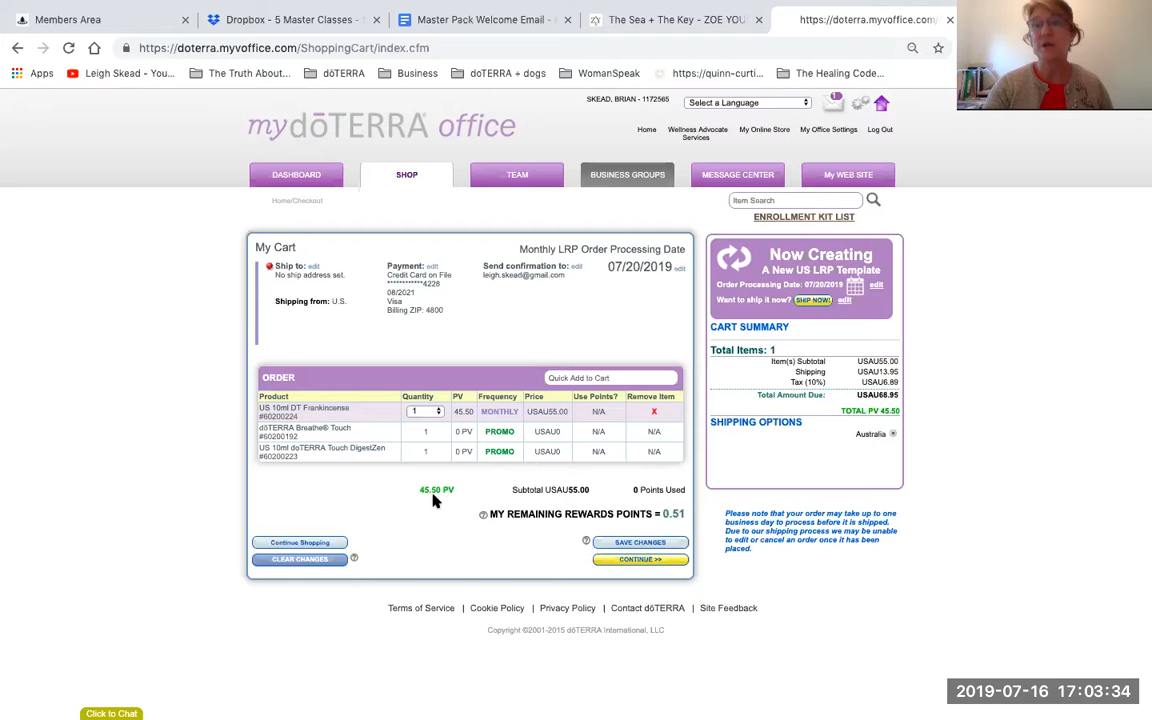 Members Area
Dropbox - 5 Master Classes -
Master Pack Welcome Email -
The Sea + The Key - ZOE YOU
https://doterra.myvoffice.com/
https://doterra.myvoffice.com/ShoppingCart/index.cfm
Apps
Leigh Skead - You...
The Truth About...
dōTERRA
Business
doTERRA + dogs
WomanSpeak
https://quinn-curti...
The Healing Code...
SKEAD, BRIAN - 1172565
Select a Language
1
mydōTERRA office
Home
Wellness Advocate Services
My Online Store
My Office Settings
Log Out
DASHBOARD
SHOP
TEAM
BUSINESS GROUPS
MESSAGE CENTER
My WEB SITE
Home/Checkout
Item Search
ENROLLMENT KIT LIST
My Cart
Monthly LRP Order Processing Date
07/20/2019 edit
Ship to: edit
No ship address set.
Shipping from: U.S.
Payment: edit
Credit Card on File
************4228
08/2021
Visa
Billing ZIP: 4800
Send confirmation to: edit
leigh.skead@gmail.com
Now Creating
A New US LRP Template
Order Processing Date: 07/20/2019 edit
Want to ship it now? SHIP NOW! edit
CART SUMMARY
Total Items: 1
Item(s) Subtotal USAU55.00
Shipping USAU13.95
Tax (10%) USAU6.89
Total Amount Due: USAU68.95
TOTAL PV 45.50
SHIPPING OPTIONS
Australia
ORDER
Quick Add to Cart
Product Quantity PV Frequency Price Use Points? Remove Item
US 10ml DT Frankincense
#60200224
1 45.50 MONTHLY USAU55.00 N/A X
dōTERRA Breathe® Touch
#60200192
1 0 PV PROMO USAU0 N/A N/A
US 10ml doTERRA Touch DigestZen
#60200223
1 0 PV PROMO USAU0 N/A N/A
45.50 PV
Subtotal USAU55.00
0 Points Used
MY REMAINING REWARDS POINTS = 0.51
Continue Shopping
SAVE CHANGES
CLEAR CHANGES
CONTINUE >>
Please note that your order may take up to one
business day to process before it is shipped.
Due to our shipping process we may be unable
to edit or cancel an order once it has been
placed.
Terms of Service | Cookie Policy | Privacy Policy | Contact dōTERRA | Site Feedback
Copyright ©2001-2015 dōTERRA International, LLC
2019-07-16 17:03:34
Click to Chat